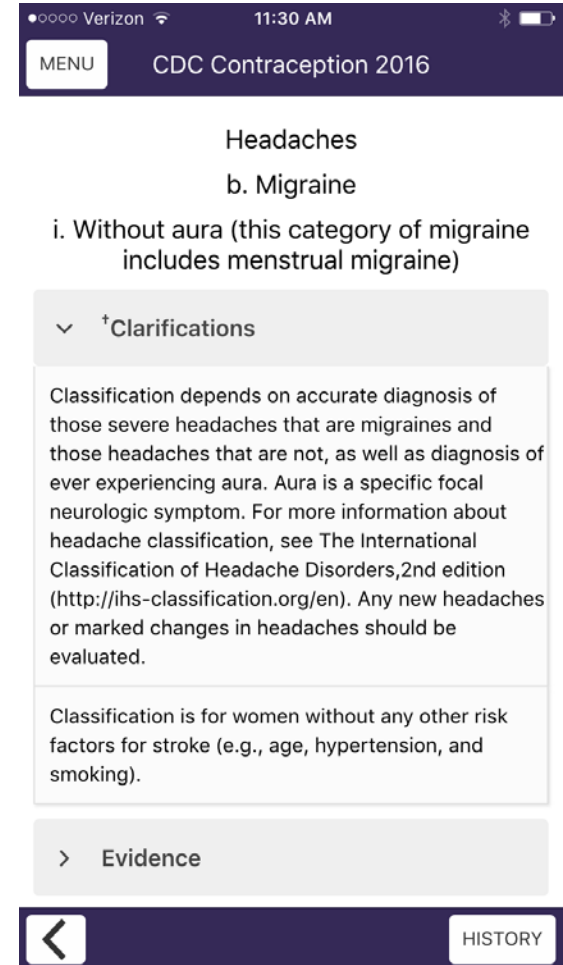 Verizon 11:30 AM
MENU CDC Contraception 2016
Headaches
b. Migraine
i. Without aura (this category of migraine
includes menstrual migraine)
†Clarifications
Classification depends on accurate diagnosis of
those severe headaches that are migraines and
those headaches that are not, as well as diagnosis of
ever experiencing aura. Aura is a specific focal
neurologic symptom. For more information about
headache classification, see The International
Classification of Headache Disorders,2nd edition
(http://ihs-classification.org/en). Any new headaches
or marked changes in headaches should be
evaluated.
Classification is for women without any other risk
factors for stroke (e.g., age, hypertension, and
smoking).
Evidence
HISTORY